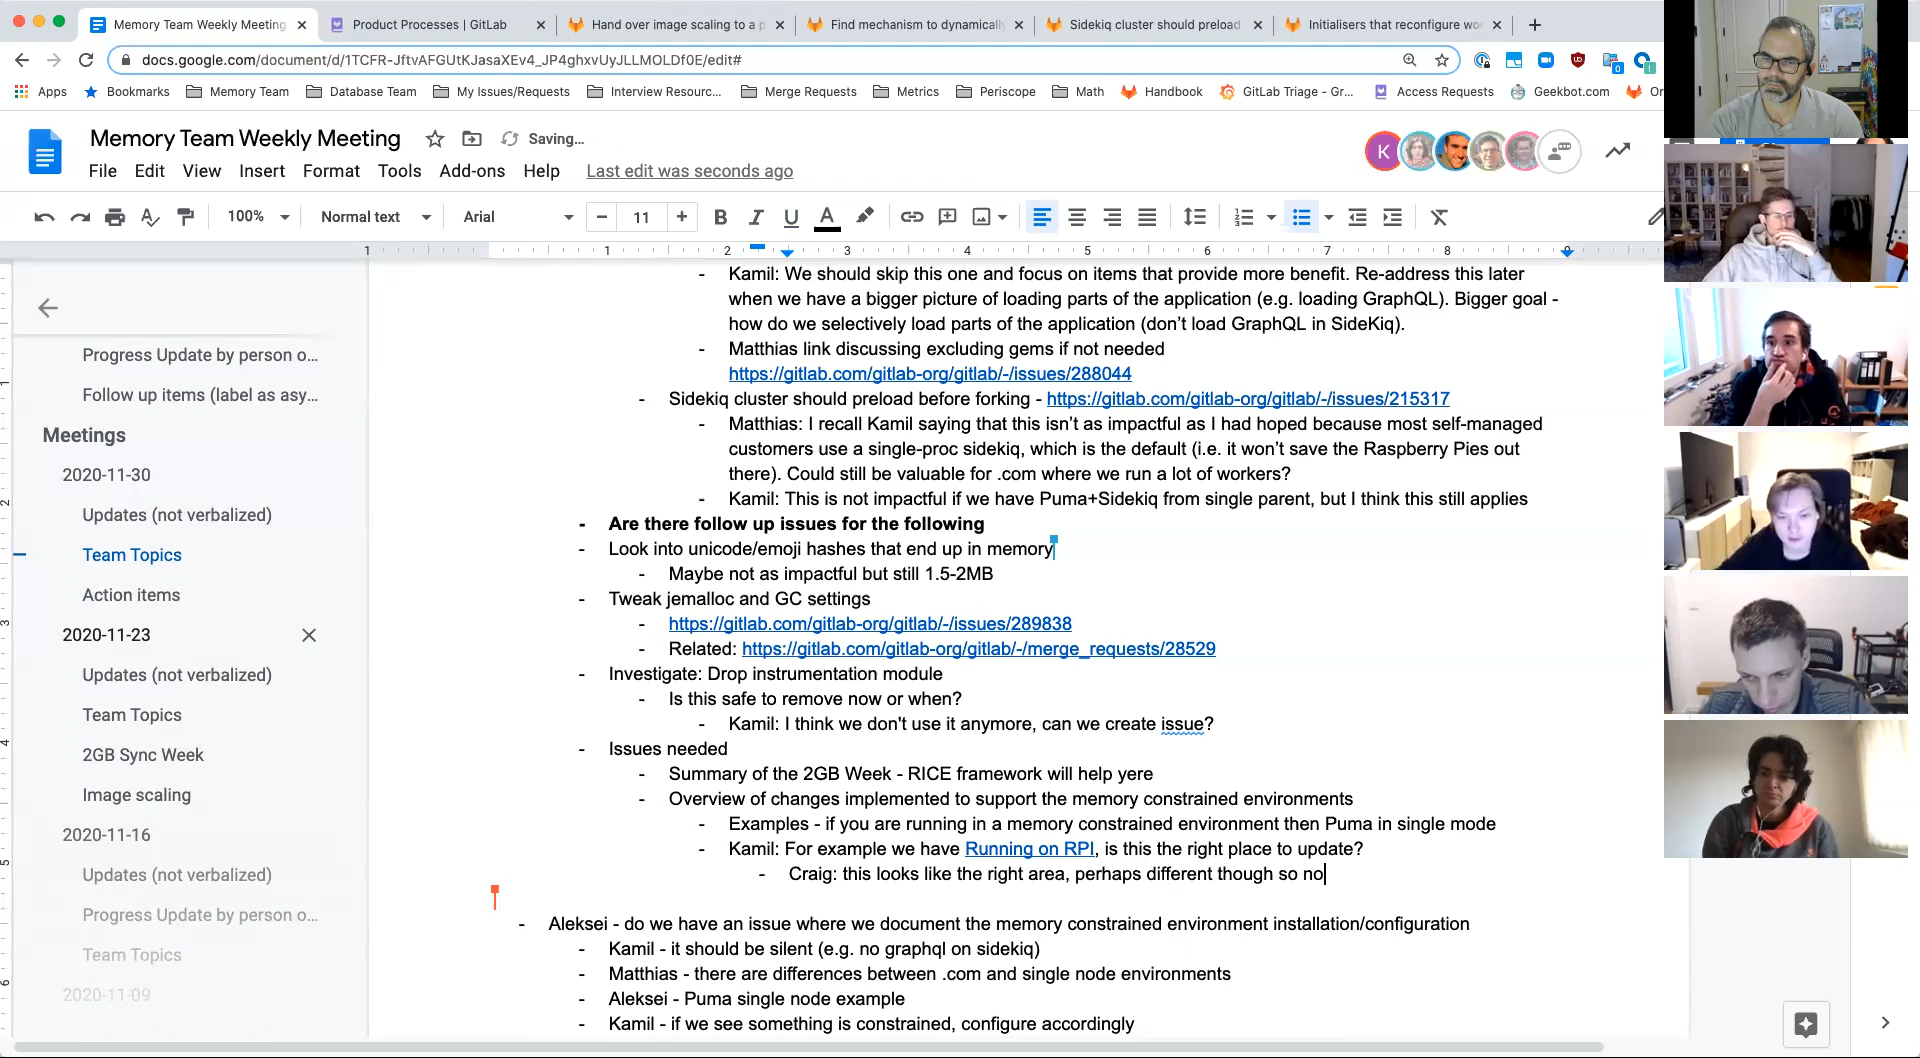 Memory Team Weekly Meeting
Product Processes | GitLab
Hand over image scaling to a p
Find mechanism to dynamically
Sidekiq cluster should preload
Initialisers that reconfigure wo
docs.google.com/document/d/1TCFR-JftvAFGUtKJasaXEv4_JP4ghxvUyJLLMOLDf0E/edit#
Apps
Bookmarks
Memory Team
Database Team
My Issues/Requests
Interview Resourc...
Merge Requests
Metrics
Periscope
Math
Handbook
GitLab Triage - Gr...
Access Requests
Geekbot.com
Or
Memory Team Weekly Meeting
Saving...
K
File Edit View Insert Format Tools Add-ons Help
Last edit was seconds ago
100%
Normal text
Arial
11
1 1 2 3 4 5 6 7 8 9
Progress Update by person o...
Follow up items (label as asy...
Meetings
2020-11-30
Updates (not verbalized)
Team Topics
Action items
2020-11-23
Updates (not verbalized)
Team Topics
2GB Sync Week
Image scaling
2020-11-16
Updates (not verbalized)
Progress Update by person o...
Team Topics
2020-11-09
- Kamil: We should skip this one and focus on items that provide more benefit. Re-address this later
when we have a bigger picture of loading parts of the application (e.g. loading GraphQL). Bigger goal -
how do we selectively load parts of the application (don't load GraphQL in SideKiq).
- Matthias link discussing excluding gems if not needed
https://gitlab.com/gitlab-org/gitlab/-/issues/288044
- Sidekiq cluster should preload before forking - https://gitlab.com/gitlab-org/gitlab/-/issues/215317
- Matthias: I recall Kamil saying that this isn't as impactful as I had hoped because most self-managed
customers use a single-proc sidekiq, which is the default (i.e. it won't save the Raspberry Pies out
there). Could still be valuable for .com where we run a lot of workers?
- Kamil: This is not impactful if we have Puma+Sidekiq from single parent, but I think this still applies
- Are there follow up issues for the following
- Look into unicode/emoji hashes that end up in memory
- Maybe not as impactful but still 1.5-2MB
- Tweak jemalloc and GC settings
- https://gitlab.com/gitlab-org/gitlab/-/issues/289838
- Related: https://gitlab.com/gitlab-org/gitlab/-/merge_requests/28529
- Investigate: Drop instrumentation module
- Is this safe to remove now or when?
- Kamil: I think we don't use it anymore, can we create issue?
- Issues needed
- Summary of the 2GB Week - RICE framework will help yere
- Overview of changes implemented to support the memory constrained environments
- Examples - if you are running in a memory constrained environment then Puma in single mode
- Kamil: For example we have Running on RPI, is this the right place to update?
- Craig: this looks like the right area, perhaps different though so no
- Aleksei - do we have an issue where we document the memory constrained environment installation/configuration
- Kamil - it should be silent (e.g. no graphql on sidekiq)
- Matthias - there are differences between .com and single node environments
- Aleksei - Puma single node example
- Kamil - if we see something is constrained, configure accordingly